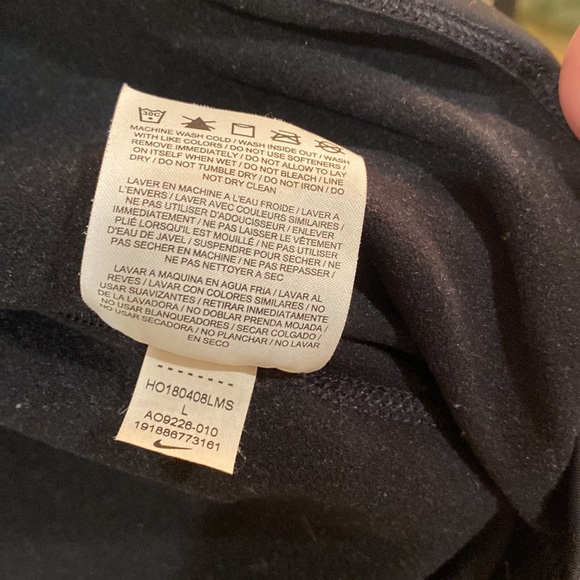 30C
MACHINE WASH COLD / WASH INSIDE OUT / WASH
WITH LIKE COLORS / DO NOT USE SOFTENERS /
REMOVE IMMEDIATELY / DO NOT ALLOW TO LAY
ON ITSELF WHEN WET / DO NOT BLEACH / LINE
DRY / DO NOT TUMBLE DRY / DO NOT IRON / DO
NOT DRY CLEAN
LAVER EN MACHINE A L'EAU FROIDE / LAVER A
L'ENVERS / LAVER AVEC COULEURS SIMILAIRES /
NE PAS UTILISER D'ADOUCISSEUR / ENLEVER
IMMEDIATEMENT / NE PAS LAISSER LE VÊTEMENT
PLIÉ LORSQU'IL EST MOUILLÉ / NE PAS UTILISER
D'EAU DE JAVEL / SUSPENDRE POUR SECHER / NE
PAS SECHER EN MACHINE / NE PAS REPASSER /
NE PAS NETTOYER A SEC
LAVAR A MAQUINA EN AGUA FRIA / LAVAR AL
REVES / LAVAR CON COLORES SIMILARES / NO
USAR SUAVIZANTES / RETIRAR INMEDIATAMENTE
DE LA LAVADORA / NO DOBLAR PRENDA MOJADA /
NO USAR BLANQUEADORES / SECAR COLGADO /
NO USAR SECADORA / NO PLANCHAR / NO LAVAR
EN SECO
HO180408LMS
L
AO9226-010
191886773161